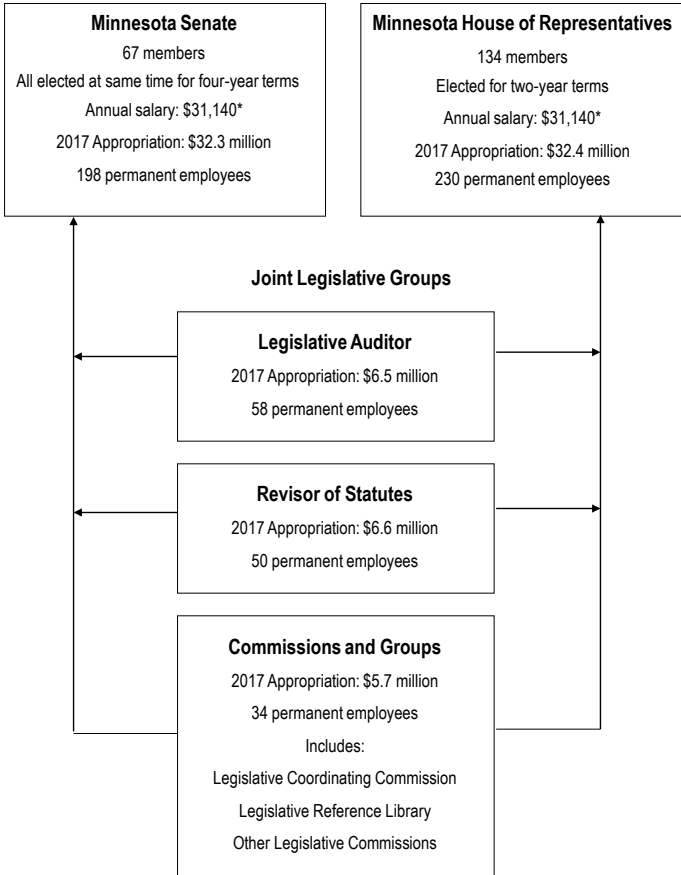 Minnesota Senate
67 members
All elected at same time for four-year terms
Annual salary: $31,140*
2017 Appropriation: $32.3 million
198 permanent employees
Minnesota House of Representatives
134 members
Elected for two-year terms
Annual salary: $31,140*
2017 Appropriation: $32.4 million
230 permanent employees
Joint Legislative Groups
Legislative Auditor
2017 Appropriation: $6.5 million
58 permanent employees
Revisor of Statutes
2017 Appropriation: $6.6 million
50 permanent employees
Commissions and Groups
2017 Appropriation: $5.7 million
34 permanent employees
Includes:
Legislative Coordinating Commission
Legislative Reference Library
Other Legislative Commissions